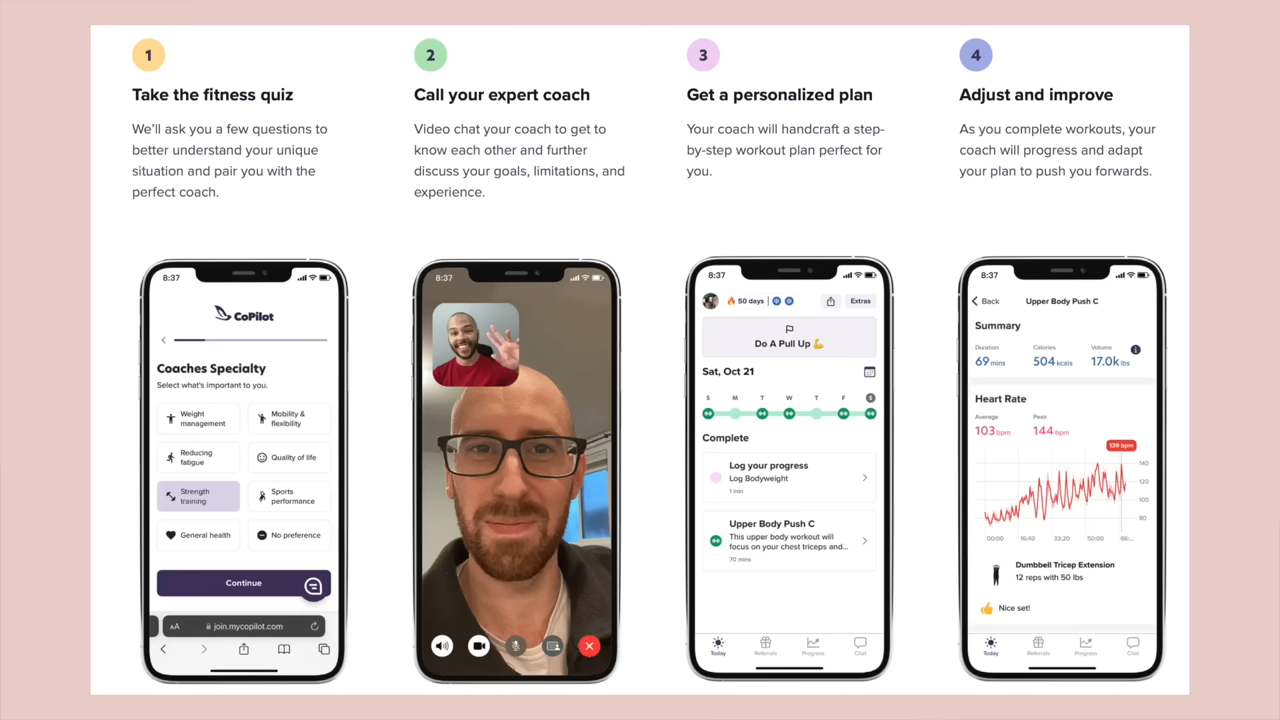 1
Take the fitness quiz
We'll ask you a few questions to
better understand your unique
situation and pair you with the
perfect coach.
2
Call your expert coach
Video chat your coach to get to
know each other and further
discuss your goals, limitations, and
experience.
3
Get a personalized plan
Your coach will handcraft a step-
by-step workout plan perfect for
you.
4
Adjust and improve
As you complete workouts, your
coach will progress and adapt
your plan to push you forwards.
8:37
CoPilot
Coaches Specialty
Select what's important to you.
Weight
management
Mobility &
flexibility
Reducing
fatigue
Quality of life
Strength
training
Sports
performance
General health
No preference
Continue
AA
join.mycopilot.com
8:37
8:37
50 days
Extras
Do A Pull Up 💪
Sat, Oct 21
S M T W T F S
Complete
Log your progress
Log Bodyweight
1 min
Upper Body Push C
This upper body workout will
focus on your chest triceps and...
70 mins
Today Referrals Progress Chat
8:37
Back Upper Body Push C
Summary
Duration Calories Volume
69 mins 504 kcals 17.0k lbs
Heart Rate
Average Peak
103 bpm 144 bpm
139 bpm
140
120
100
80
00:00 16:40 33:20 50:00 66:...
Dumbbell Tricep Extension
12 reps with 50 lbs
👍 Nice set!
Today Referrals Progress Chat